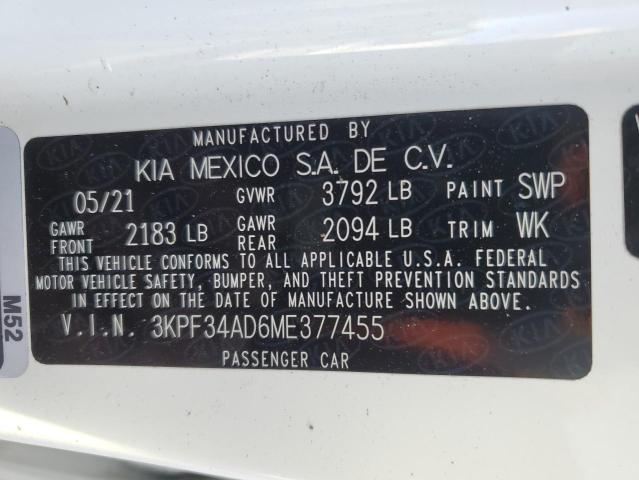 MANUFACTURED BY
KIA MEXICO S.A. DE C.V.
05/21 GVWR 3792 LB PAINT SWP
GAWR FRONT 2183 LB GAWR REAR 2094 LB TRIM WK
THIS VEHICLE CONFORMS TO ALL APPLICABLE U.S.A. FEDERAL
MOTOR VEHICLE SAFETY, BUMPER, AND THEFT PREVENTION STANDARDS
IN EFFECT ON THE DATE OF MANUFACTURE SHOWN ABOVE.
V.I.N. 3KPF34AD6ME377455
PASSENGER CAR
M52